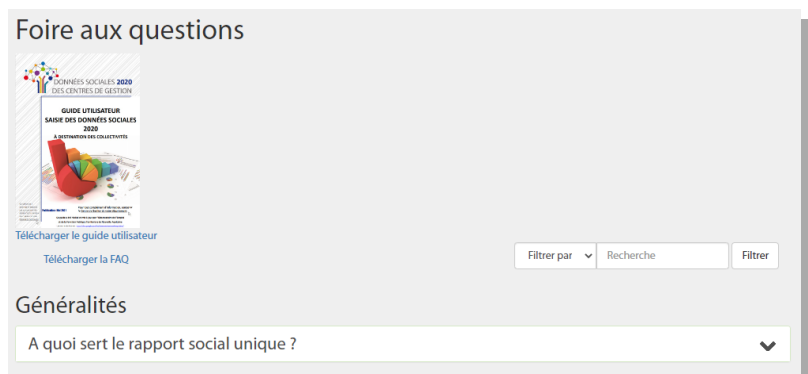 Foire aux questions
DONNÉES SOCIALES 2020
DES CENTRES DE GESTION
GUIDE UTILISATEUR
SAISIE DES DONNÉES SOCIALES
2020
À DESTINATION DES COLLECTIVITÉS
Télécharger le guide utilisateur
Télécharger la FAQ
Filtrer par
Recherche
Filtrer
Généralités
A quoi sert le rapport social unique ?